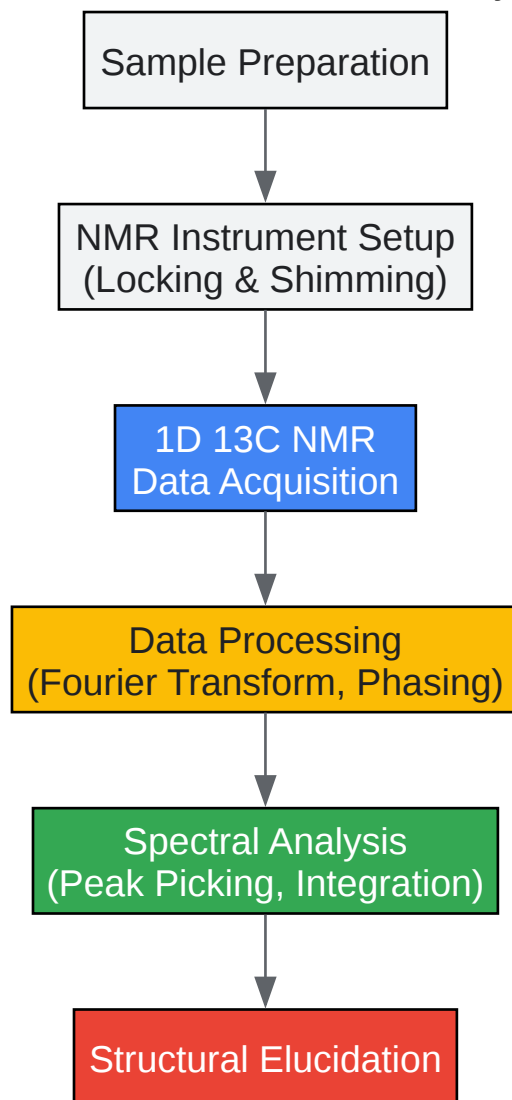 Sample Preparation
NMR Instrument Setup
(Locking & Shimming)
1D 13C NMR
Data Acquisition
Data Processing
(Fourier Transform, Phasing)
Spectral Analysis
(Peak Picking, Integration)
Structural Elucidation